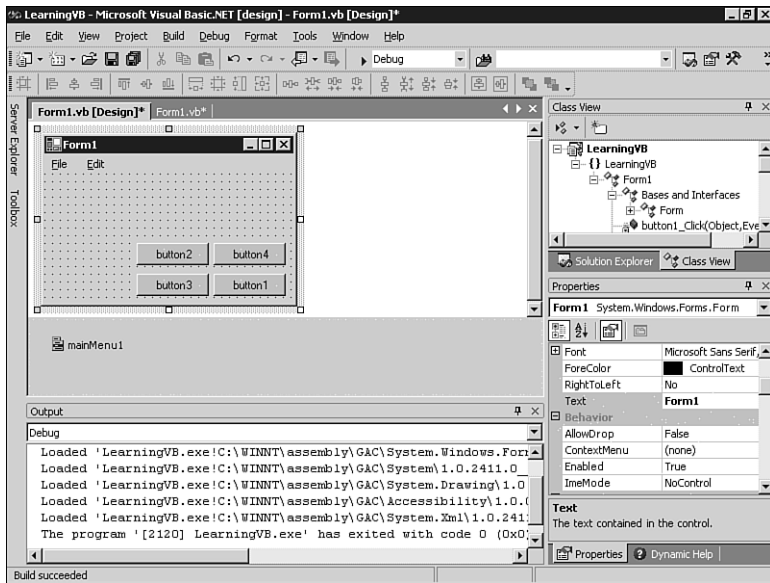 LearningVB - Microsoft Visual Basic.NET [design] - Form1.vb [Design]*
File Edit View Project Build Debug Format Tools Window Help
Debug
Server Explorer
Toolbox
Form1.vb [Design]* Form1.vb*
Form1
File Edit
button2 button4
button3 button1
mainMenu1
Class View
LearningVB
{} LearningVB
Form1
Bases and Interfaces
Form
button1_Click(Object,Eve
Solution Explorer Class View
Properties
Form1 System.Windows.Forms.Form
Font Microsoft Sans Serif,
ForeColor ControlText
RightToLeft No
Text Form1
Behavior
AllowDrop False
ContextMenu (none)
Enabled True
ImeMode NoControl
Text
The text contained in the control.
Properties Dynamic Help
Output
Debug
Loaded 'LearningVB.exe!C:\WINNT\assembly\GAC\System.Windows.For
Loaded 'LearningVB.exe!C:\WINNT\assembly\GAC\System\1.0.2411.0_
Loaded 'LearningVB.exe!C:\WINNT\assembly\GAC\System.Drawing\1.0
Loaded 'LearningVB.exe!C:\WINNT\assembly\GAC\Accessibility\1.0.
Loaded 'LearningVB.exe!C:\WINNT\assembly\GAC\System.Xml\1.0.241
The program '[2120] LearningVB.exe' has exited with code 0 (0x0)
Build succeeded